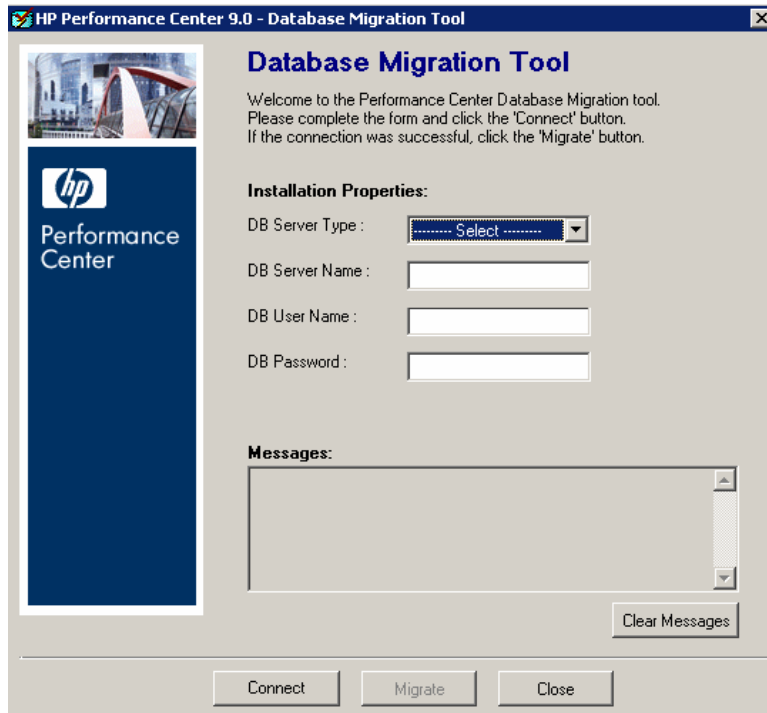 HP Performance Center 9.0 - Database Migration Tool
Database Migration Tool
Welcome to the Performance Center Database Migration tool.
Please complete the form and click the 'Connect' button.
If the connection was successful, click the 'Migrate' button.
hp
Performance
Center
Installation Properties:
DB Server Type :
--------- Select ---------
DB Server Name :
DB User Name :
DB Password :
Messages:
Clear Messages
Connect
Migrate
Close